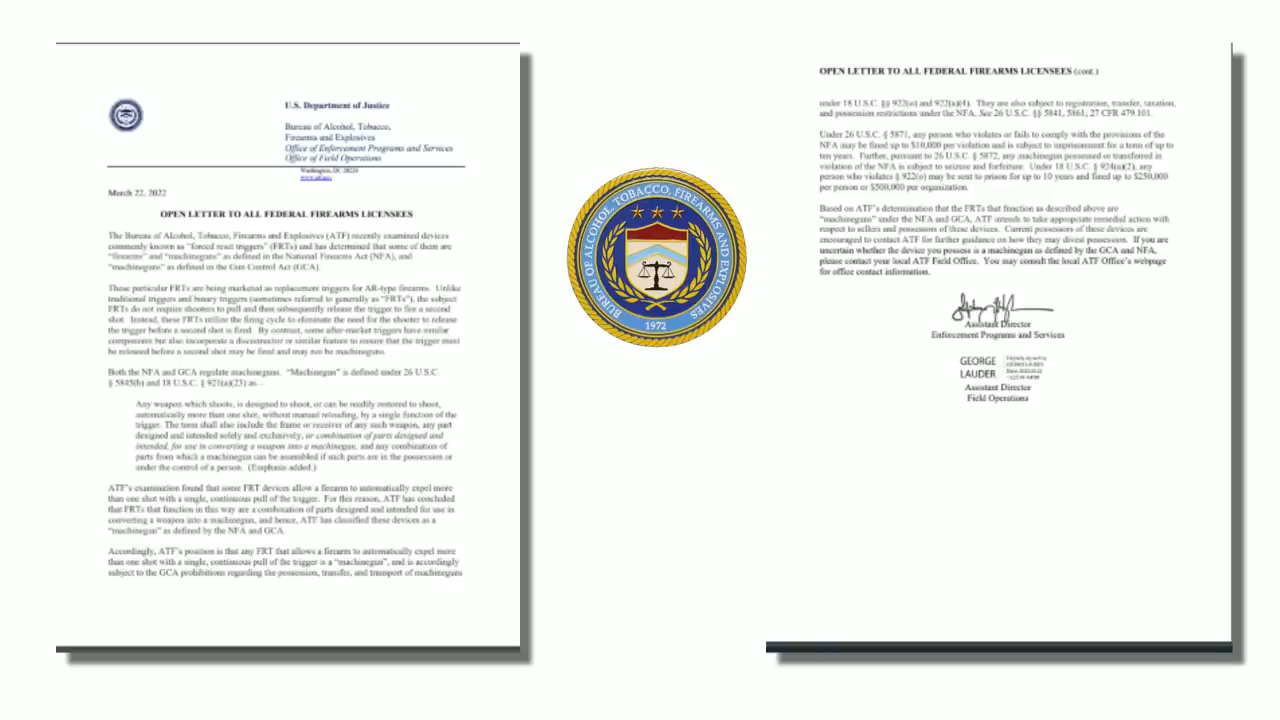 U.S. Department of Justice
Bureau of Alcohol, Tobacco,
Firearms and Explosives
Office of Enforcement Programs and Services
Office of Field Operations
Washington, DC 20226
www.atf.gov
March 22, 2022
OPEN LETTER TO ALL FEDERAL FIREARMS LICENSEES
The Bureau of Alcohol, Tobacco, Firearms and Explosives (ATF) recently examined devices
commonly known as "forced reset triggers" (FRTs) and has determined that some of them are
"firearms" and "machineguns" as defined in the National Firearms Act (NFA), and
"machineguns" as defined in the Gun Control Act (GCA).
These particular FRTs are being marketed as replacement triggers for AR-type firearms. Unlike
traditional triggers and binary triggers (sometimes referred to generally as "FRTs"), the subject
FRTs do not require shooters to pull and then subsequently release the trigger to fire a second
shot. Instead, these FRTs utilize the firing cycle to eliminate the need for the shooter to release
the trigger before a second shot is fired. By contrast, some after-market triggers have similar
components but also incorporate a disconnector or similar feature to ensure that the trigger must
be released before a second shot may be fired and may not be machineguns.
Both the NFA and GCA regulate machineguns. "Machinegun" is defined under 26 U.S.C.
§ 5845(b) and 18 U.S.C. § 921(a)(23) as—
Any weapon which shoots, is designed to shoot, or can be readily restored to shoot,
automatically more than one shot, without manual reloading, by a single function of the
trigger. The term shall also include the frame or receiver of any such weapon, any part
designed and intended solely and exclusively, or combination of parts designed and
intended, for use in converting a weapon into a machinegun, and any combination of
parts from which a machinegun can be assembled if such parts are in the possession or
under the control of a person. (Emphasis added.)
ATF's examination found that some FRT devices allow a firearm to automatically expel more
than one shot with a single, continuous pull of the trigger. For this reason, ATF has concluded
that FRTs that function in this way are a combination of parts designed and intended for use in
converting a weapon into a machinegun, and hence, ATF has classified these devices as a
"machinegun" as defined by the NFA and GCA.
Accordingly, ATF's position is that any FRT that allows a firearm to automatically expel more
than one shot with a single, continuous pull of the trigger is a "machinegun", and is accordingly
subject to the GCA prohibitions regarding the possession, transfer, and transport of machineguns
BUREAU OF ALCOHOL, TOBACCO, FIREARMS AND EXPLOSIVES
1972
OPEN LETTER TO ALL FEDERAL FIREARMS LICENSEES (cont.)
under 18 U.S.C. §§ 922(o) and 922(a)(4). They are also subject to registration, transfer, taxation,
and possession restrictions under the NFA. See 26 U.S.C. §§ 5841, 5861; 27 CFR 479.101.
Under 26 U.S.C. § 5871, any person who violates or fails to comply with the provisions of the
NFA may be fined up to $10,000 per violation and is subject to imprisonment for a term of up to
ten years. Further, pursuant to 26 U.S.C. § 5872, any machinegun possessed or transferred in
violation of the NFA is subject to seizure and forfeiture. Under 18 U.S.C. § 924(a)(2), any
person who violates § 922(o) may be sent to prison for up to 10 years and fined up to $250,000
per person or $500,000 per organization.
Based on ATF's determination that the FRTs that function as described above are
"machineguns" under the NFA and GCA, ATF intends to take appropriate remedial action with
respect to sellers and possessors of these devices. Current possessors of these devices are
encouraged to contact ATF for further guidance on how they may divest possession. If you are
uncertain whether the device you possess is a machinegun as defined by the GCA and NFA,
please contact your local ATF Field Office. You may consult the local ATF Office's webpage
for office contact information.
Assistant Director
Enforcement Programs and Services
GEORGE
LAUDER
Assistant Director
Field Operations